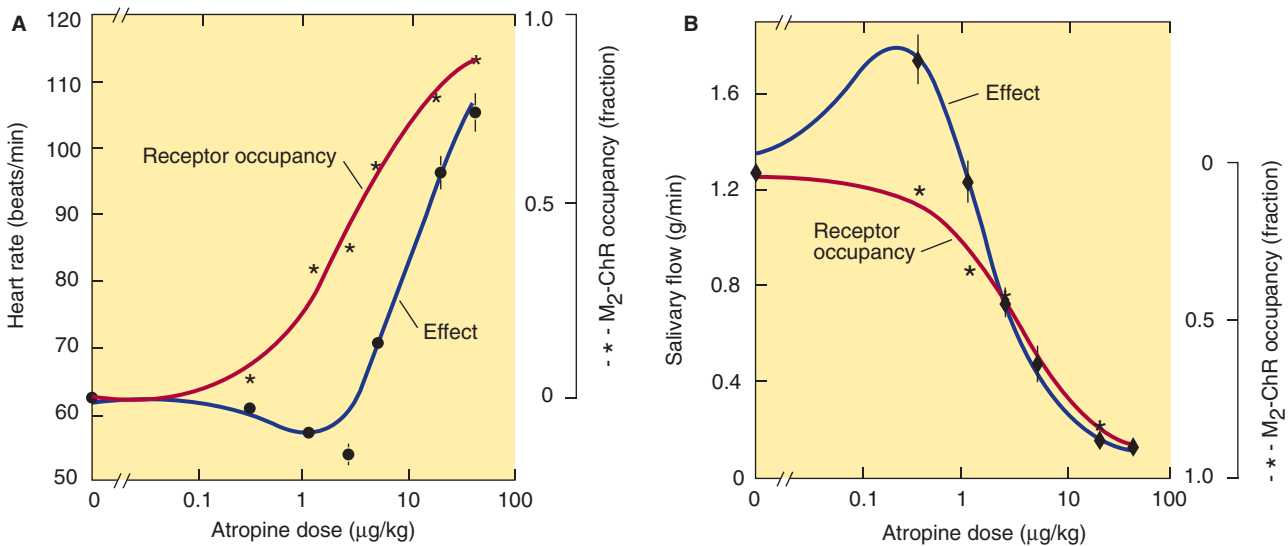 A
120
110
100
90
80
70
60
50
Heart rate (beats/min)
Receptor occupancy
Effect
0
0.1
1
10
100
Atropine dose (μg/kg)
1.0
0.5
0
- * - M2-ChR occupancy (fraction)
B
1.6
1.2
0.8
0.4
0
Salivary flow (g/min)
Effect
Receptor
occupancy
0
0.1
1
10
100
Atropine dose (μg/kg)
0
0.5
1.0
- * - M2-ChR occupancy (fraction)